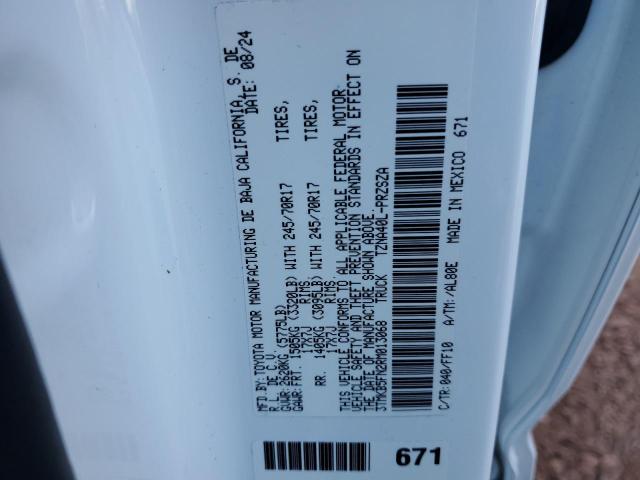 MFD.BY:TOYOTA MOTOR MANUFACTURING DE BAJA CALIFORNIA, S. DE
R.L. DE C.V. DATE: 08/24
GVWR:2620KG (5775LB)
GAWR:FRT. 1505KG (3320LB) WITH 245/70R17 TIRES,
17X7J RIMS
RR. 1405KG (3095LB) WITH 245/70R17 TIRES,
17X7J RIMS
THIS VEHICLE CONFORMS TO ALL APPLICABLE FEDERAL MOTOR
VEHICLE SAFETY AND THEFT PREVENTION STANDARDS IN EFFECT ON
THE DATE OF MANUFACTURE SHOWN ABOVE.
3TMKB5FN2RM013068 TRUCK TZNA40L-PRZSZA
C/TR:040/FF10 A/TM:/AL80E MADE IN MEXICO 671
671